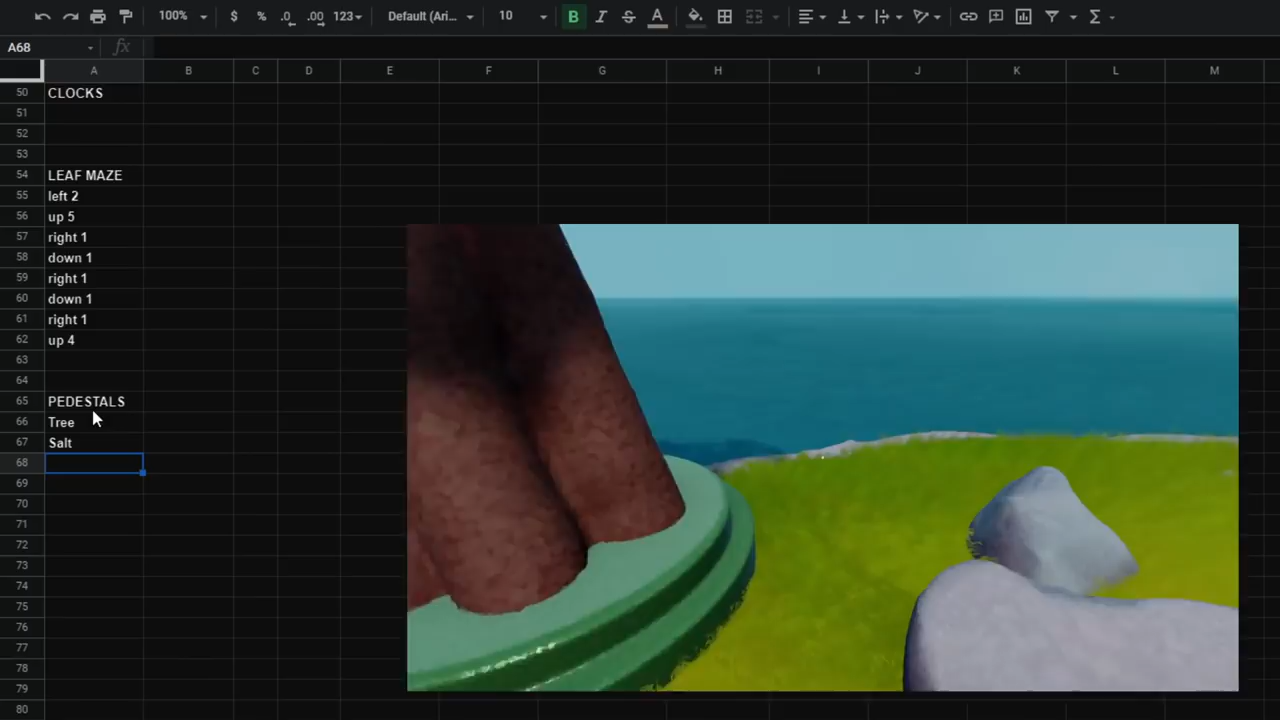 100% $ % .0 .00 123 Default (Ari... 10 B I S A Σ
A68 fx
A B C D E F G H I J K L M
50 CLOCKS
51
52
53
54 LEAF MAZE
55 left 2
56 up 5
57 right 1
58 down 1
59 right 1
60 down 1
61 right 1
62 up 4
63
64
65 PEDESTALS
66 Tree
67 Salt
68
69
70
71
72
73
74
75
76
77
78
79
80